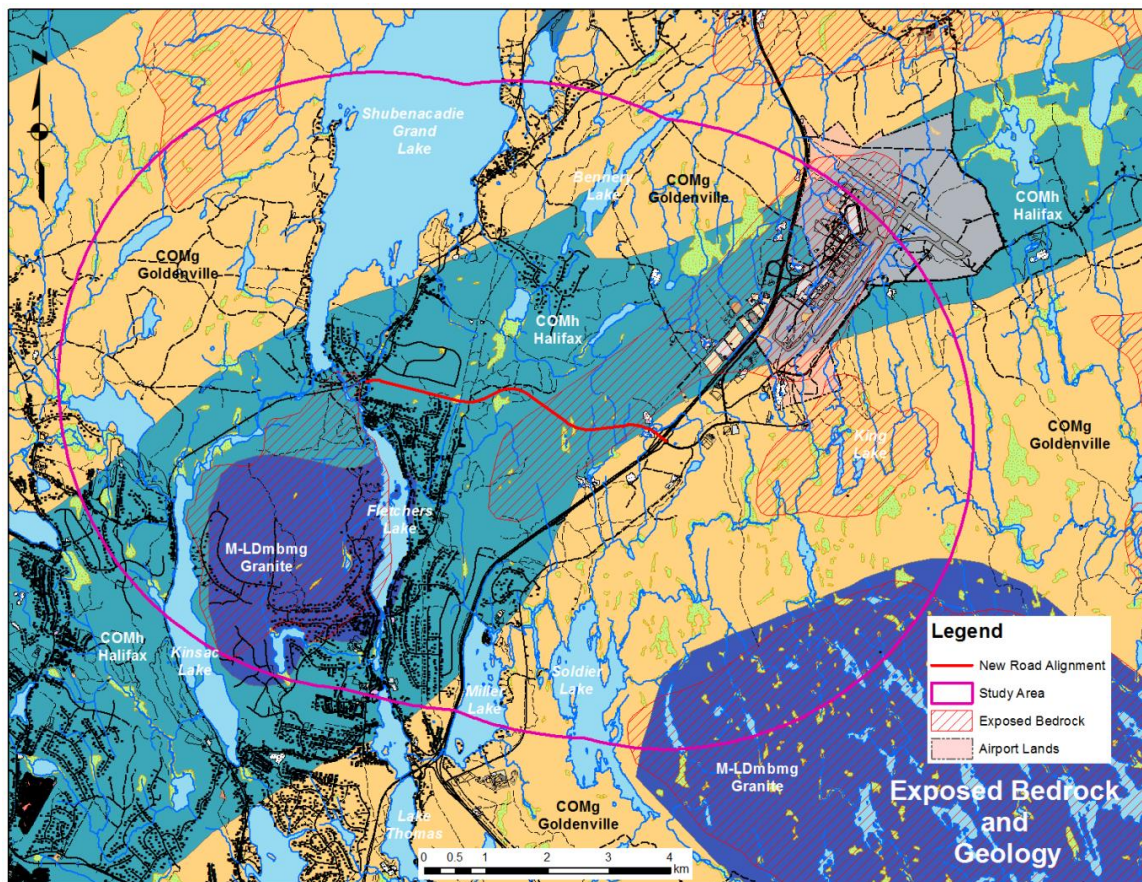 N
Shubenacadie
Grand
Lake
Bennery
Lake
COMg
Goldenville
COMh
Halifax
COMg
Goldenville
COMh
Halifax
COMg
Goldenville
King
Lake
M-LDmbmg
Granite
Fletchers
Lake
COMh
Halifax
Kinsac
Lake
Miller
Lake
Soldier
Lake
Legend
New Road Alignment
Study Area
Exposed Bedrock
Airport Lands
M-LDmbmg
Granite
Exposed Bedrock
and
Geology
COMg
Goldenville
Lake
Thomas
0 0.5 1 2 3 4
km